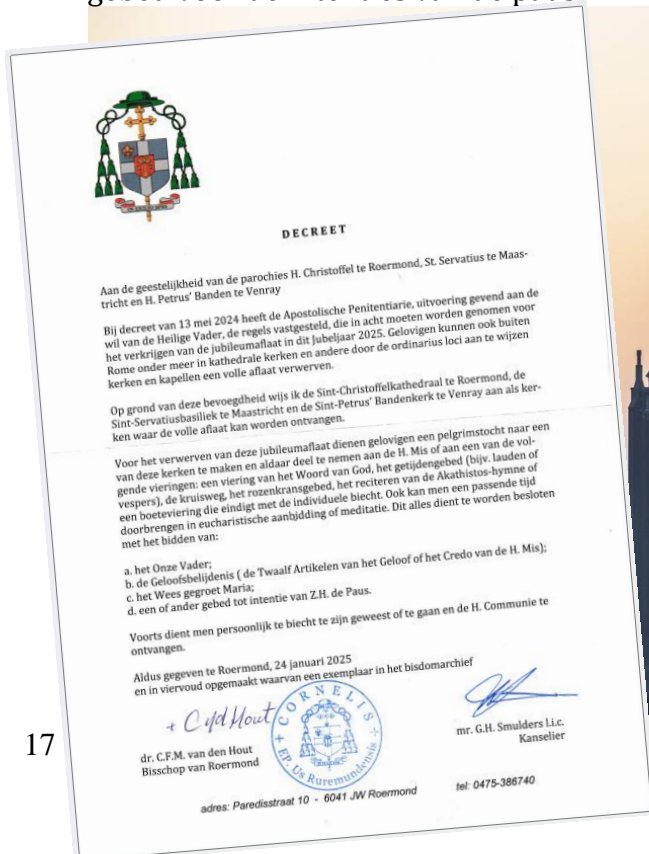 DECREET
Aan de geestelijkheid van de parochies H. Christoffel te Roermond, St. Servatius te Maas-
tricht en H. Petrus' Banden te Venray
Bij decreet van 13 mei 2024 heeft de Apostolische Penitentiarie, uitvoering gevend aan de
wil van de Heilige Vader, de regels vastgesteld, die in acht moeten worden genomen voor
het verkrijgen van de jubileumaflaat in dit Jubeljaar 2025. Gelovigen kunnen ook buiten
Rome onder meer in kathedrale kerken en andere door de ordinarius loci aan te wijzen
kerken en kapellen een volle aflaat verwerven.
Op grond van deze bevoegdheid wijs ik de Sint-Christoffelkathedraal te Roermond, de
Sint-Servatiusbasiliek te Maastricht en de Sint-Petrus' Bandenkerk te Venray aan als ker-
ken waar de volle aflaat kan worden ontvangen.
Voor het verwerven van deze jubileumaflaat dienen gelovigen een pelgrimstocht naar een
van deze kerken te maken en aldaar deel te nemen aan de H. Mis of aan een van de vol-
gende vieringen: een viering van het Woord van God, het getijdengebed (bijv. lauden of
vespers), de kruisweg, het rozenkransgebed, het reciteren van de Akathistos-hymne of
een boeteviering die eindigt met de individuele biecht. Ook kan men een passende tijd
doorbrengen in eucharistische aanbidding of meditatie. Dit alles dient te worden besloten
met het bidden van:
a. het Onze Vader;
b. de Geloofsbelijdenis ( de Twaalf Artikelen van het Geloof of het Credo van de H. Mis);
c. het Wees gegroet Maria;
d. een of ander gebed tot intentie van Z.H. de Paus.
Voorts dient men persoonlijk te biecht te zijn geweest of te gaan en de H. Communie te
ontvangen.
Aldus gegeven te Roermond, 24 januari 2025
en in viervoud opgemaakt waarvan een exemplaar in het bisdomarchief
CORNELIS
EP. Us Ruremundensis
17
dr. C.F.M. van den Hout
Bisschop van Roermond
mr. G.H. Smulders l.i.c.
Kanselier
adres: Paredisstraat 10 - 6041 JW Roermond
tel: 0475-386740